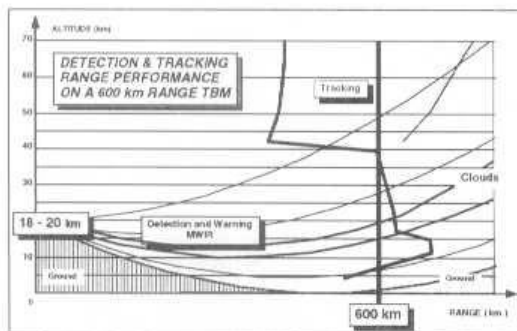 ALTITUDE (km)
70
DETECTION & TRACKING
RANGE PERFORMANCE
ON A 600 km RANGE TBM
60
Tracking
50
40
30
Clouds
20
18 - 20 km
Detection and Warning
MWIR
10
Ground
Ground
0
600 km
RANGE (km)